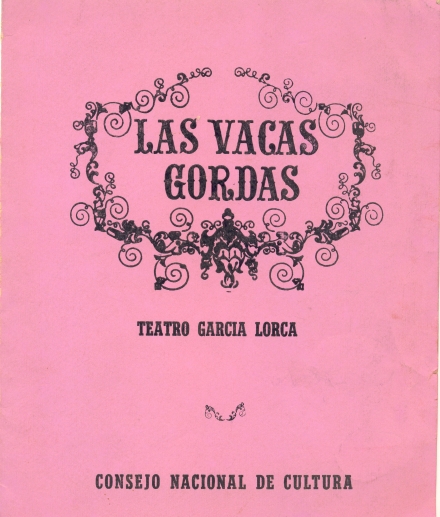 LAS VACAS
GORDAS
TEATRO GARCIA LORCA
CONSEJO NACIONAL DE CULTURA